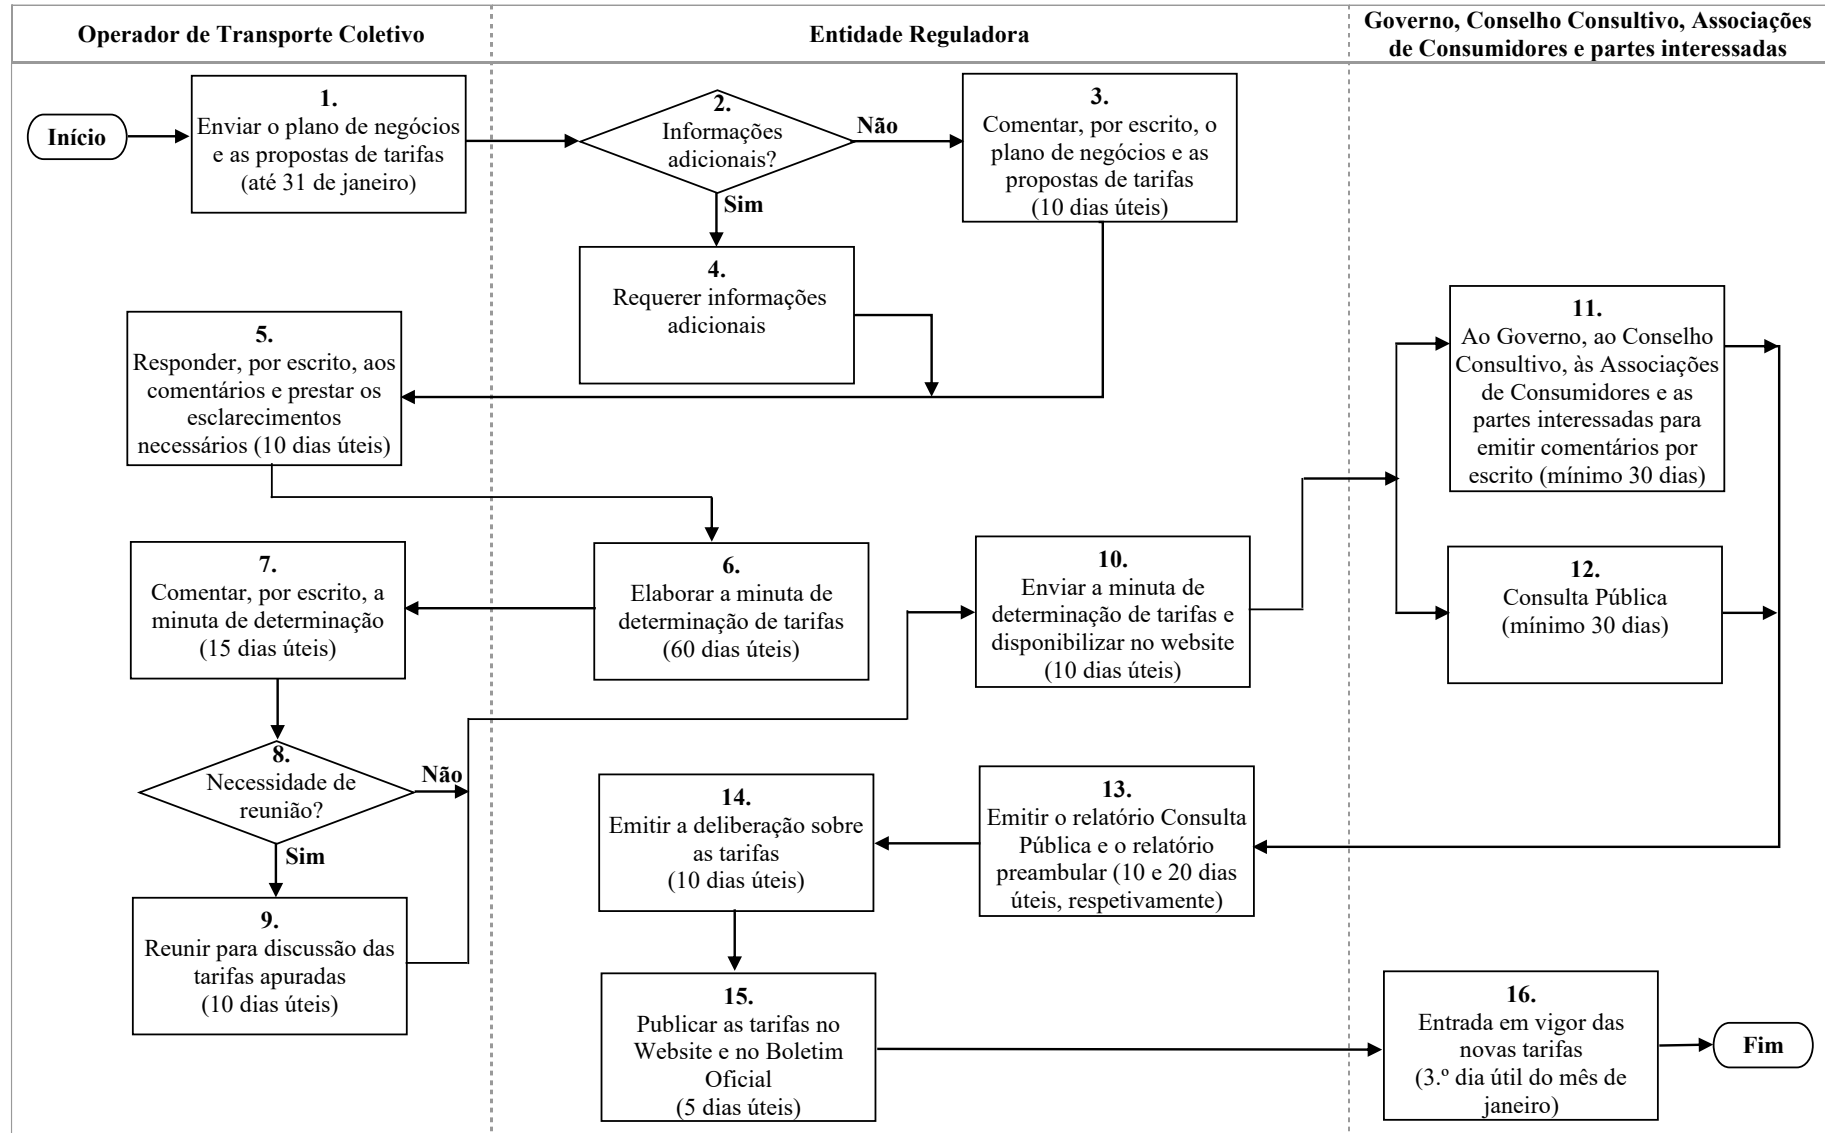 Operador de Transporte Coletivo
Entidade Reguladora
Governo, Conselho Consultivo, Associações
de Consumidores e partes interessadas
Início
1.
Enviar o plano de negócios
e as propostas de tarifas
(até 31 de janeiro)
2.
Informações
adicionais?
Não
Sim
3.
Comentar, por escrito, o
plano de negócios e as
propostas de tarifas
(10 dias úteis)
4.
Requerer informações
adicionais
5.
Responder, por escrito, aos
comentários e prestar os
esclarecimentos
necessários (10 dias úteis)
6.
Elaborar a minuta de
determinação de tarifas
(60 dias úteis)
7.
Comentar, por escrito, a
minuta de determinação
(15 dias úteis)
8.
Necessidade de
reunião?
Não
Sim
9.
Reunir para discussão das
tarifas apuradas
(10 dias úteis)
10.
Enviar a minuta de
determinação de tarifas e
disponibilizar no website
(10 dias úteis)
11.
Ao Governo, ao Conselho
Consultivo, às Associações
de Consumidores e as
partes interessadas para
emitir comentários por
escrito (mínimo 30 dias)
12.
Consulta Pública
(mínimo 30 dias)
13.
Emitir o relatório Consulta
Pública e o relatório
preambular (10 e 20 dias
úteis, respetivamente)
14.
Emitir a deliberação sobre
as tarifas
(10 dias úteis)
15.
Publicar as tarifas no
Website e no Boletim
Oficial
(5 dias úteis)
16.
Entrada em vigor das
novas tarifas
(3.º dia útil do mês de
janeiro)
Fim